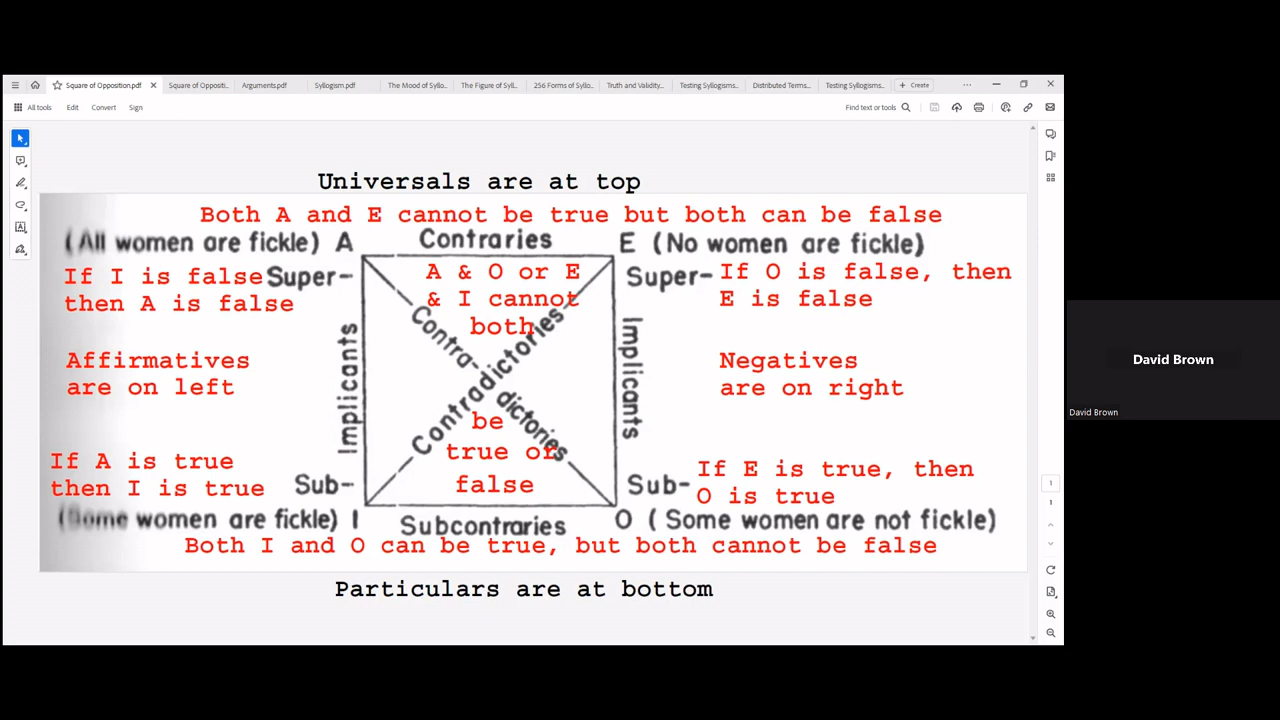 Square of Opposition.pdf
Square of Oppositi...
Arguments.pdf
Syllogism.pdf
The Mood of Syllo...
The Figure of Syll...
256 Forms of Syllo...
Truth and Validity...
Testing Syllogisms...
Distributed Terms...
Testing Syllogisms...
+ Create
All tools
Edit
Convert
Sign
Find text or tools
Universals are at top
Both A and E cannot be true but both can be false
(All women are fickle) A
Contraries
E (No women are fickle)
If I is false
then A is false
Super-
A & O or E
& I cannot
both
Super-
If O is false, then
E is false
Contra-
dictories
Contradictories
Implicants
Implicants
Affirmatives
are on left
Negatives
are on right
be
true or
false
If A is true
then I is true
Sub-
Sub-
If E is true, then
O is true
(Some women are fickle) I
Subcontraries
O (Some women are not fickle)
Both I and O can be true, but both cannot be false
Particulars are at bottom
1
1
David Brown
David Brown